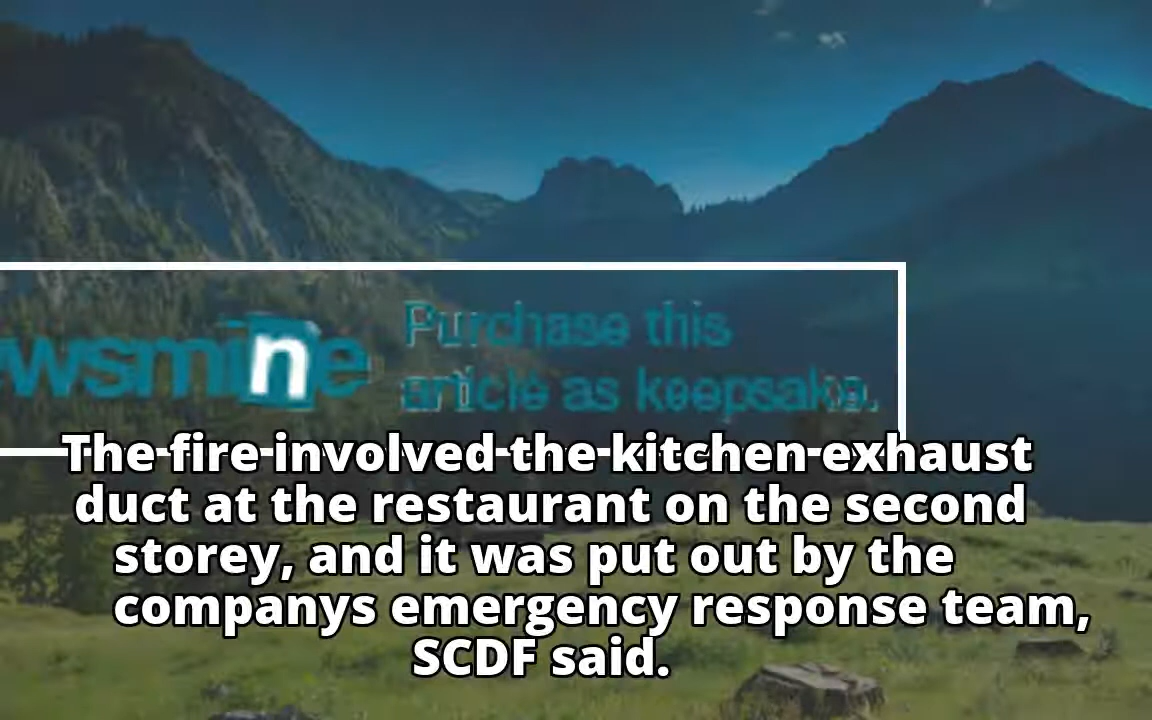 wsmine
Purchase this
article as keepsake.
The fire involved the kitchen exhaust
duct at the restaurant on the second
storey, and it was put out by the
companys emergency response team,
SCDF said.